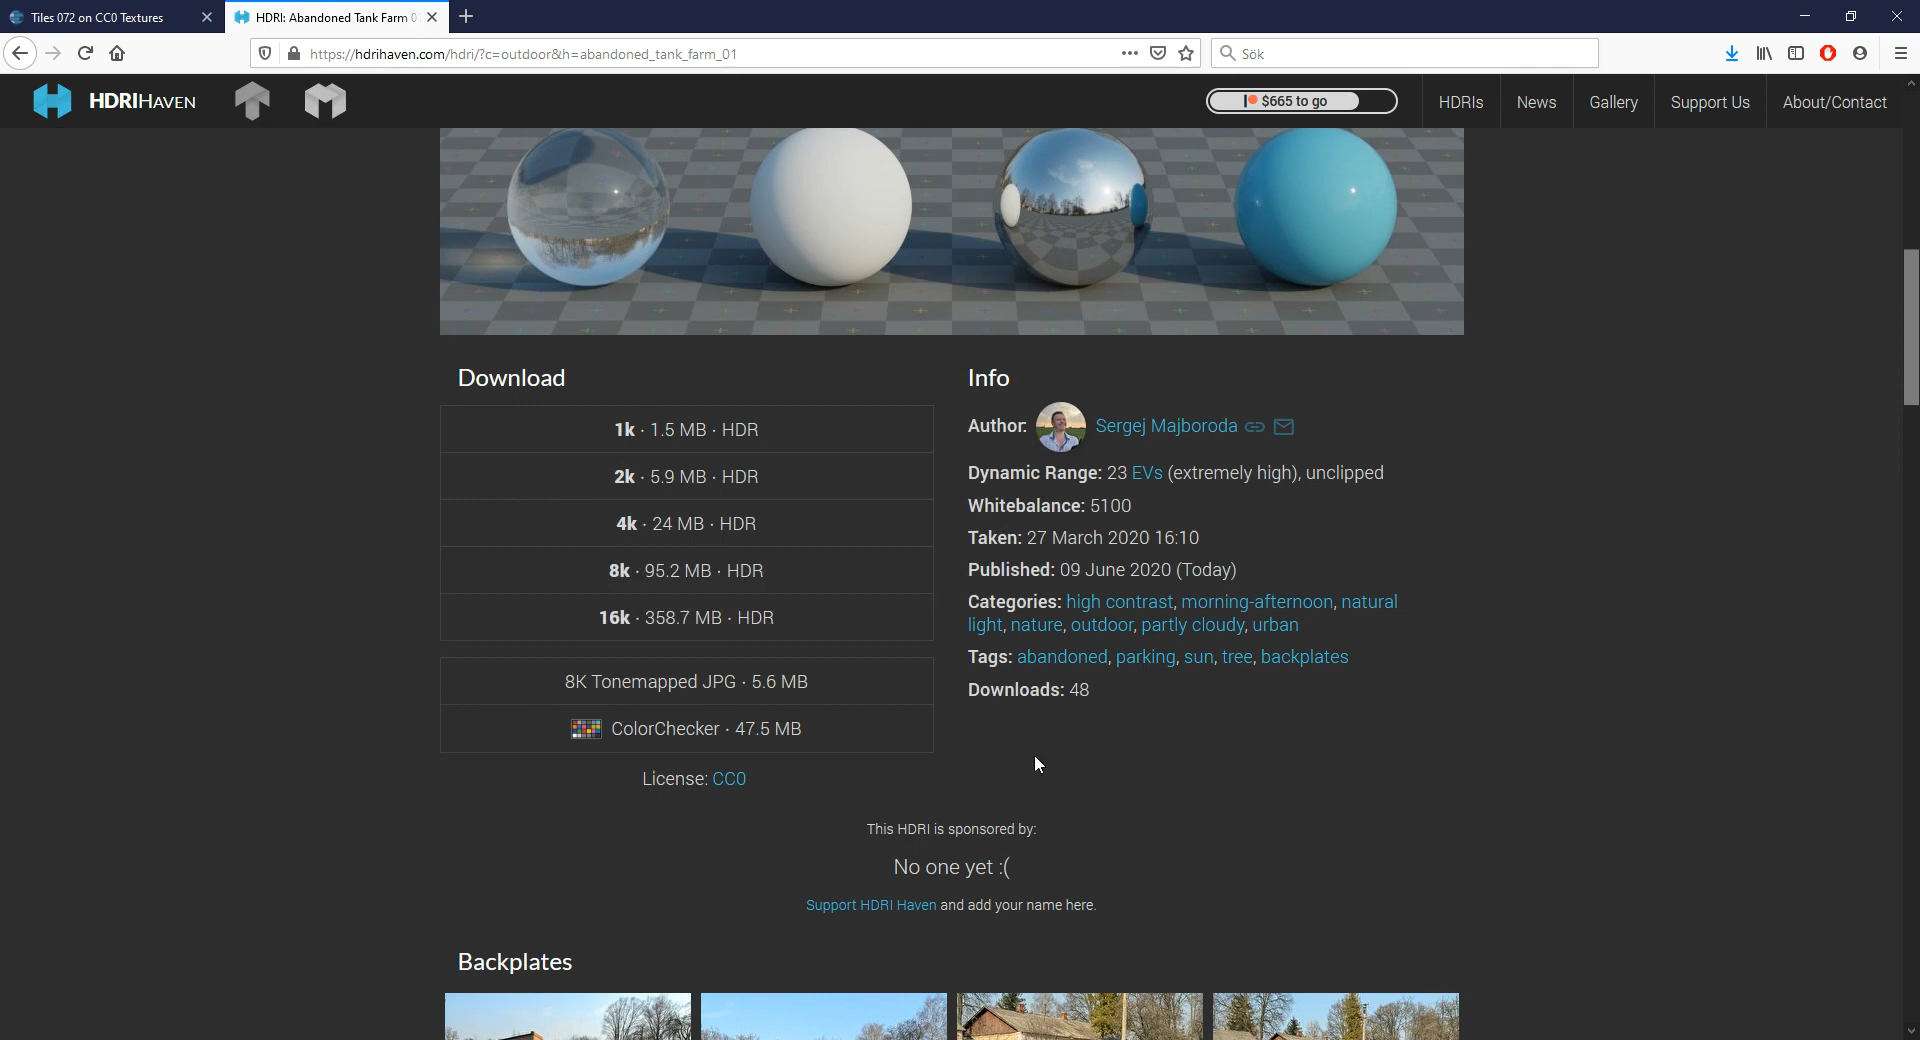 Tiles 072 on CC0 Textures
HDRI: Abandoned Tank Farm 0
https://hdrihaven.com/hdri/?c=outdoor&h=abandoned_tank_farm_01
Sök
HDRIHAVEN
$665 to go
HDRIs
News
Gallery
Support Us
About/Contact
Download
1k · 1.5 MB · HDR
2k · 5.9 MB · HDR
4k · 24 MB · HDR
8k · 95.2 MB · HDR
16k · 358.7 MB · HDR
8K Tonemapped JPG · 5.6 MB
ColorChecker · 47.5 MB
License: CC0
Info
Author: Sergej Majboroda
Dynamic Range: 23 EVs (extremely high), unclipped
Whitebalance: 5100
Taken: 27 March 2020 16:10
Published: 09 June 2020 (Today)
Categories: high contrast, morning-afternoon, natural
light, nature, outdoor, partly cloudy, urban
Tags: abandoned, parking, sun, tree, backplates
Downloads: 48
This HDRI is sponsored by:
No one yet :(
Support HDRI Haven and add your name here.
Backplates